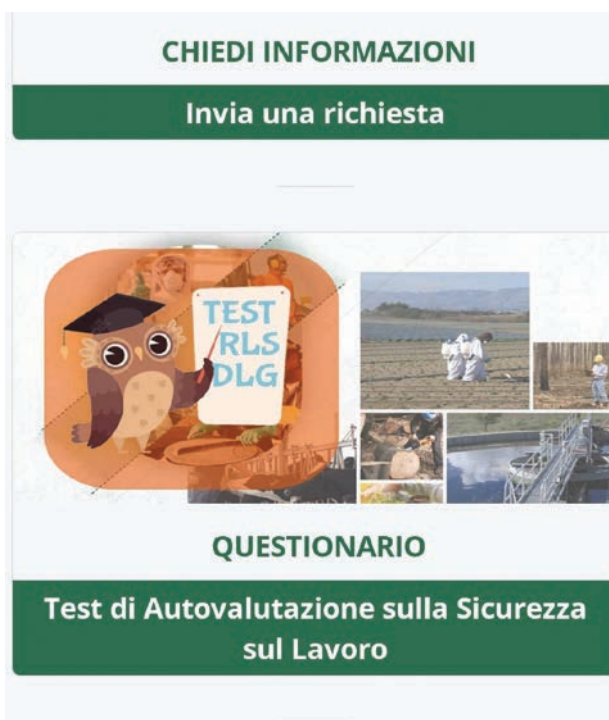 CHIEDI INFORMAZIONI
Invia una richiesta
TEST
RLS
DLG
QUESTIONARIO
Test di Autovalutazione sulla Sicurezza
sul Lavoro